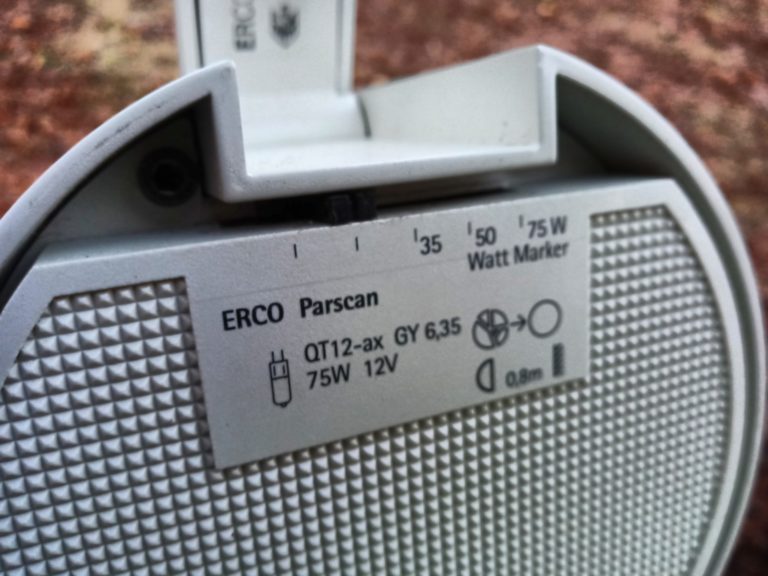 ERCO
35 50 75 W
Watt Marker
ERCO Parscan
QT12-ax GY 6,35
75W 12V
0,8m